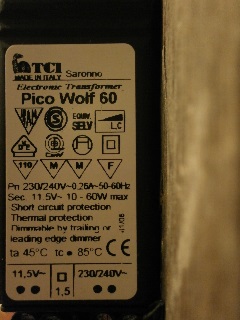 TCI
MADE IN ITALY Saronno
Electronic Transformer
Pico Wolf 60
EQUIV. SELV L,C
110 M M F
Pri 230/240V~0.26A~50-60Hz
Sec 11.5V~ 10 - 60W max
Short circuit protection
Thermal protection
Dimmable by trailing or
leading edge dimmer
ta 45°C tc • 85°C CE
11,5V~ 1,5 230/240V~